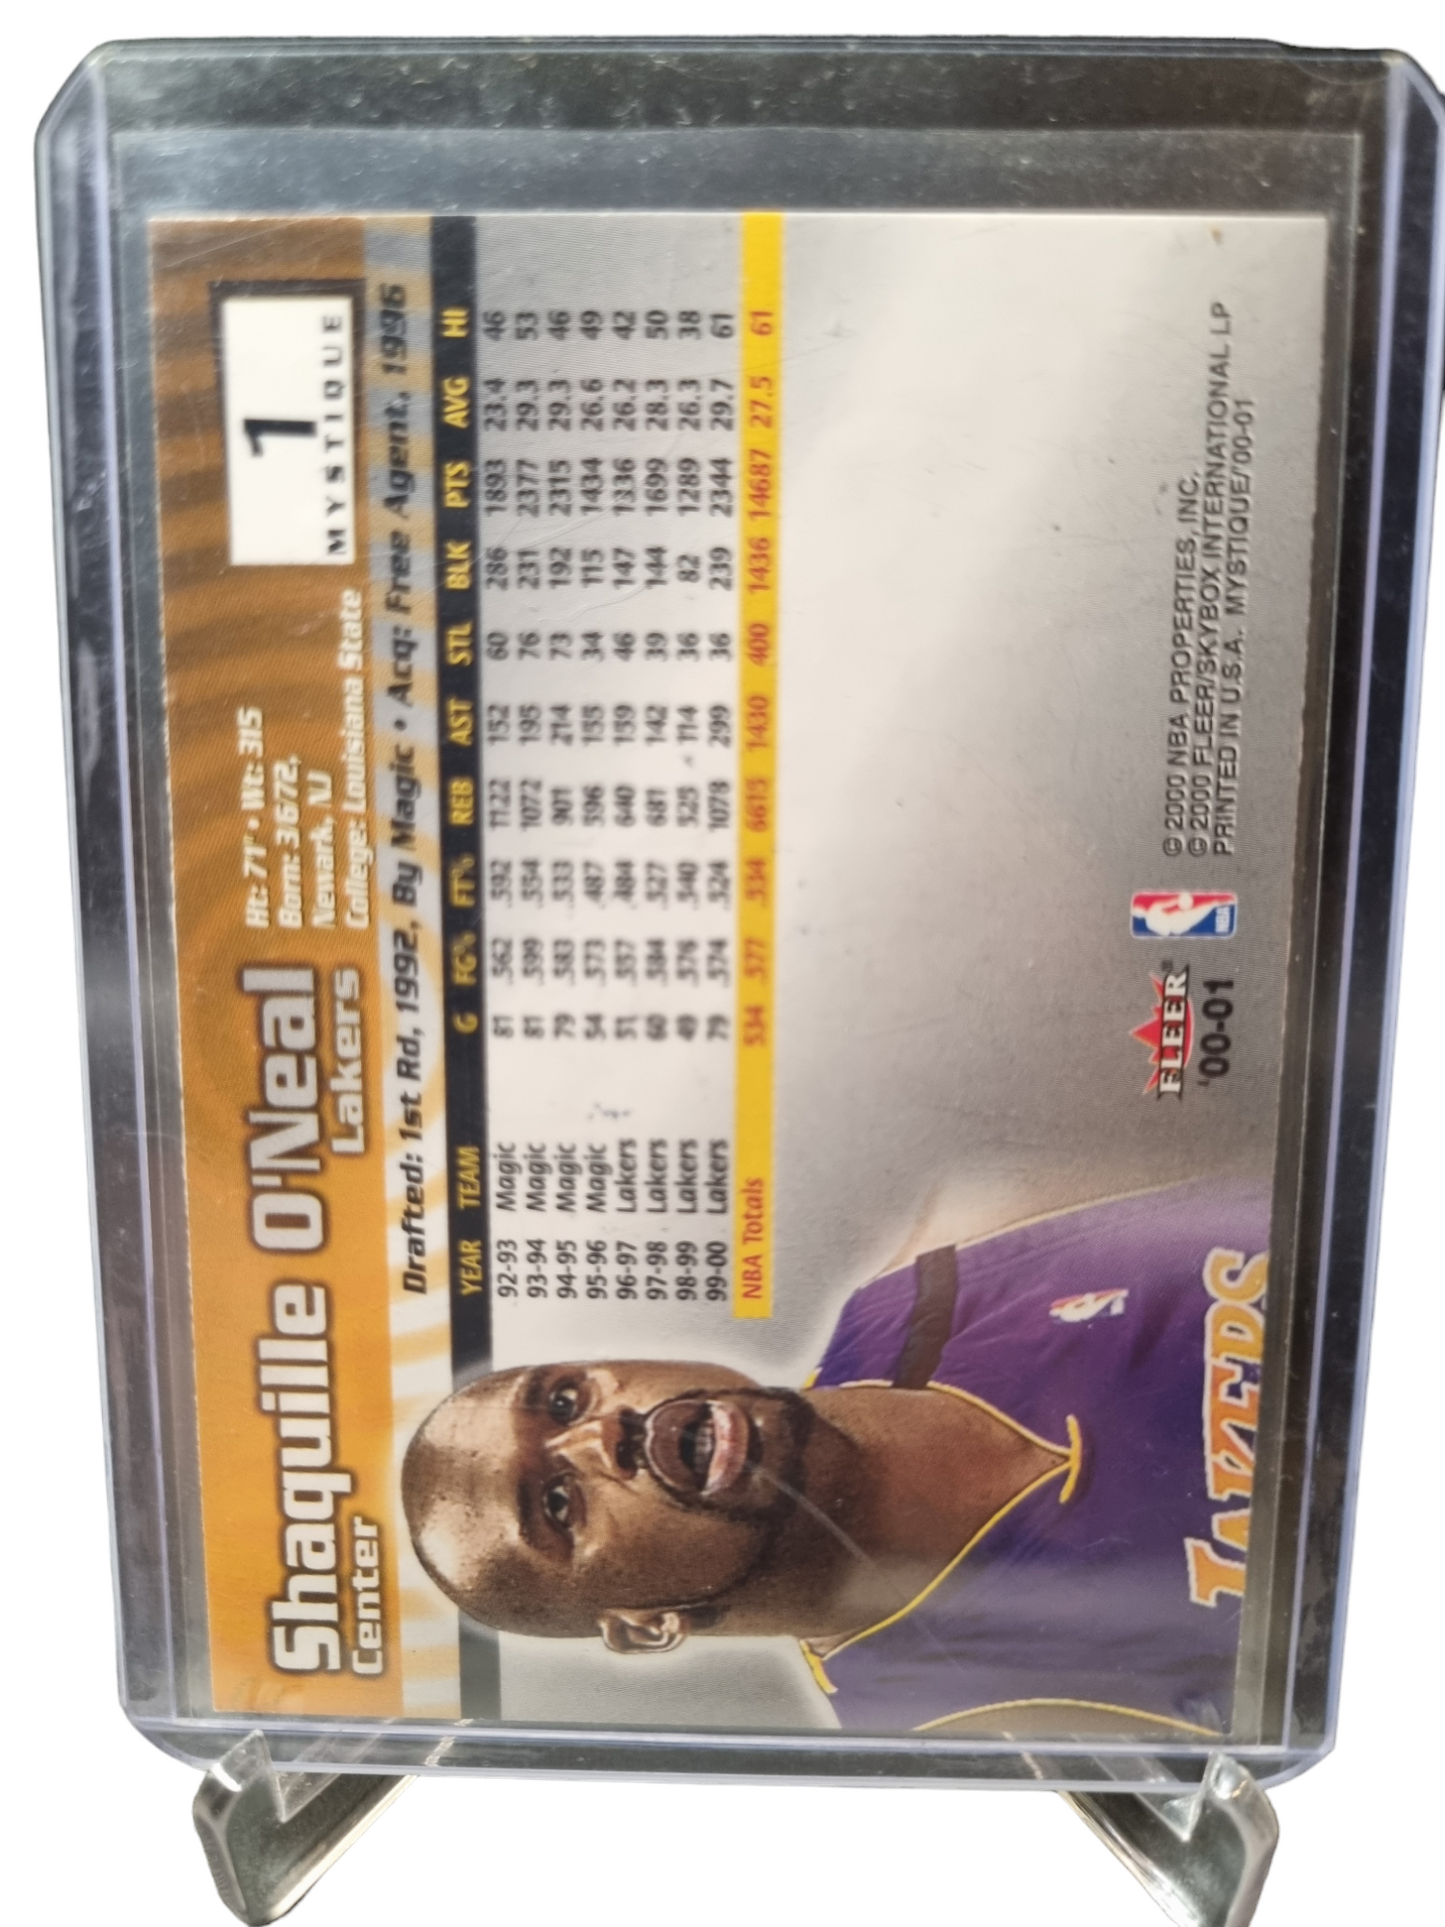 Shaquille O'Neal
Center Lakers
Ht: 7'1" • Wt: 315
Born: 3/6/72,
Newark, NJ
College: Louisiana State
1
MYSTIQUE
Drafted: 1st Rd, 1992, By Magic • Acq: Free Agent, 1996
YEAR TEAM G FG% FT% REB AST STL BLK PTS AVG HI
92-93 Magic 81 .562 .592 1122 152 60 286 1893 23.4 46
93-94 Magic 81 .599 .554 1072 195 76 231 2377 29.3 53
94-95 Magic 79 .583 .533 901 214 73 192 2315 29.3 46
95-96 Magic 54 .573 .487 596 155 34 115 1434 26.6 49
96-97 Lakers 51 .557 .484 640 159 46 147 1336 26.2 42
97-98 Lakers 60 .584 .527 681 142 39 144 1699 28.3 50
98-99 Lakers 49 .576 .540 525 114 36 82 1289 26.3 38
99-00 Lakers 79 .574 .524 1078 299 36 239 2344 29.7 61
NBA Totals 534 .577 .534 6615 1430 400 1436 14687 27.5 61
LAKERS
FLEER
'00-01
NBA
© 2000 NBA PROPERTIES, INC.
© 2000 FLEER/SKYBOX INTERNATIONAL LP
PRINTED IN U.S.A. MYSTIQUE/'00-01